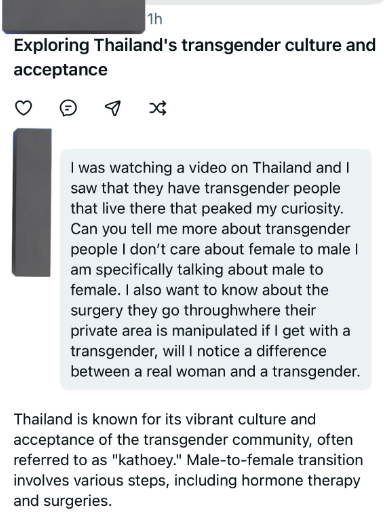 1h
Exploring Thailand's transgender culture and
acceptance
I was watching a video on Thailand and I
saw that they have transgender people
that live there that peaked my curiosity.
Can you tell me more about transgender
people I don't care about female to male I
am specifically talking about male to
female. I also want to know about the
surgery they go throughwhere their
private area is manipulated if I get with a
transgender, will I notice a difference
between a real woman and a transgender.
Thailand is known for its vibrant culture and
acceptance of the transgender community, often
referred to as "kathoey." Male-to-female transition
involves various steps, including hormone therapy
and surgeries.